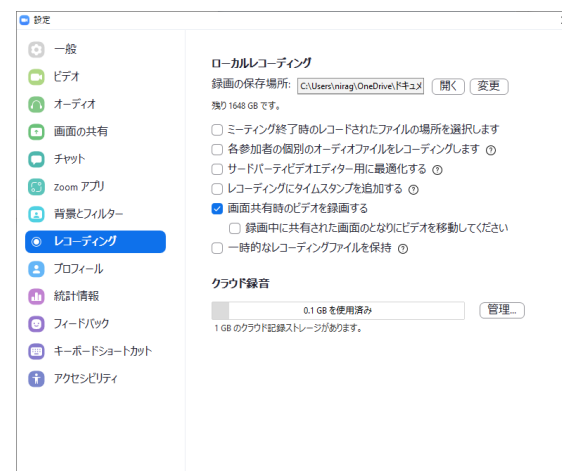 設定
一般
ビデオ
オーディオ
画面の共有
チャット
Zoom アプリ
背景とフィルター
レコーディング
プロフィール
統計情報
フィードバック
キーボードショートカット
アクセシビリティ
ローカルレコーディング
録画の保存場所: C:\Users\nirag\OneDrive\ドキュメ 開く 変更
残り 1648 GB です。
ミーティング終了時のレコードされたファイルの場所を選択します
各参加者の個別のオーディオファイルをレコーディングします
サードパーティビデオエディター用に最適化する
レコーディングにタイムスタンプを追加する
画面共有時のビデオを録画する
録画中に共有された画面のとなりにビデオを移動してください
一時的なレコーディングファイルを保持
クラウド録音
0.1 GB を使用済み 管理...
1 GB のクラウド記録ストレージがあります。